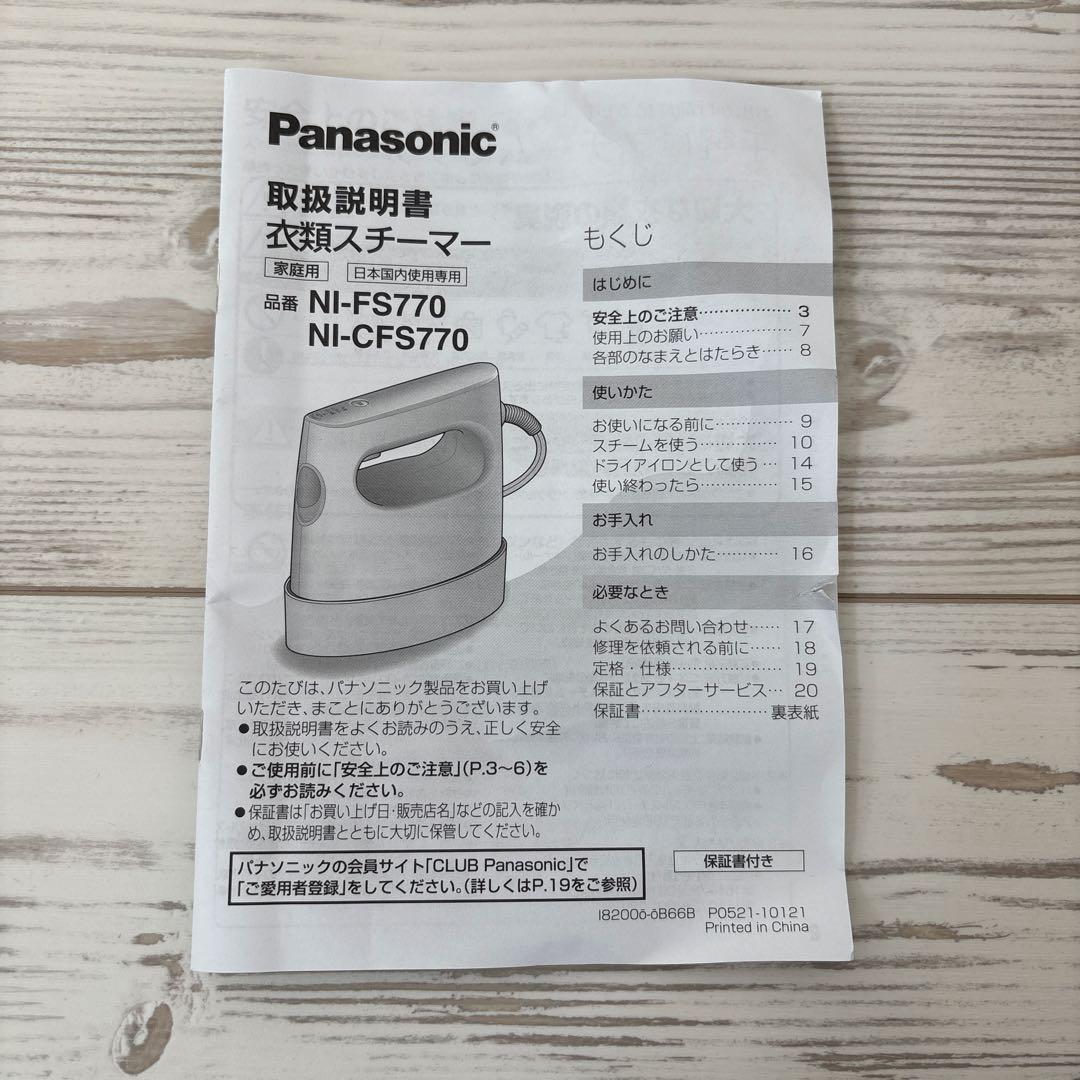 Panasonic®
取扱説明書
衣類スチーマー
家庭用 日本国内使用専用
品番 NI-FS770
NI-CFS770
このたびは、パナソニック製品をお買い上げ
いただき、まことにありがとうございます。
●取扱説明書をよくお読みのうえ、正しく安全
にお使いください。
●ご使用前に「安全上のご注意」(P.3〜6)を
必ずお読みください。
●保証書は「お買い上げ日・販売店名」などの記入を確か
め、取扱説明書とともに大切に保管してください。
パナソニックの会員サイト「CLUB Panasonic」で
「ご愛用者登録」をしてください。(詳しくはP.19をご参照)
もくじ
はじめに
安全上のご注意………………3
使用上のお願い………………7
各部のなまえとはたらき……8
使いかた
お使いになる前に……………9
スチームを使う……………10
ドライアイロンとして使う…14
使い終わったら……………15
お手入れ
お手入れのしかた…………16
必要なとき
よくあるお問い合わせ……17
修理を依頼される前に……18
定格・仕様…………………19
保証とアフターサービス…20
保証書……………………裏表紙
保証書付き
I8200ō-ōB66B P0521-10121
Printed in China